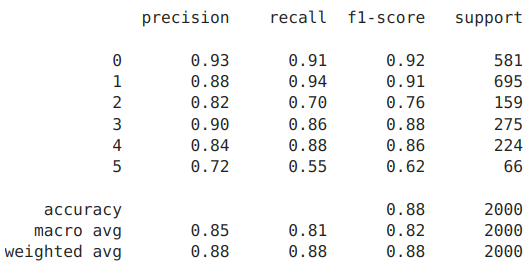 precision recall f1-score support
0 0.93 0.91 0.92 581
1 0.88 0.94 0.91 695
2 0.82 0.70 0.76 159
3 0.90 0.86 0.88 275
4 0.84 0.88 0.86 224
5 0.72 0.55 0.62 66
accuracy 0.88 2000
macro avg 0.85 0.81 0.82 2000
weighted avg 0.88 0.88 0.88 2000